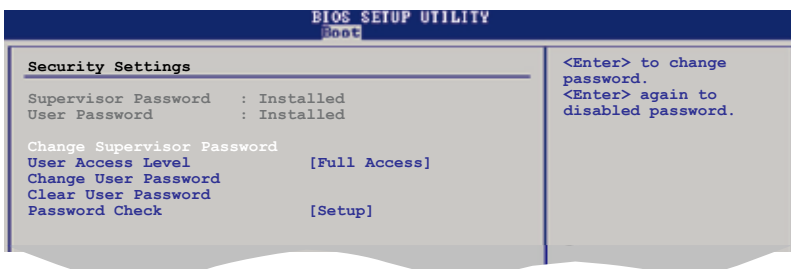 BIOS SETUP UTILITY
Boot
Security Settings
Supervisor Password : Installed
User Password : Installed
Change Supervisor Password
User Access Level [Full Access]
Change User Password
Clear User Password
Password Check [Setup]
<Enter> to change
password.
<Enter> again to
disabled password.